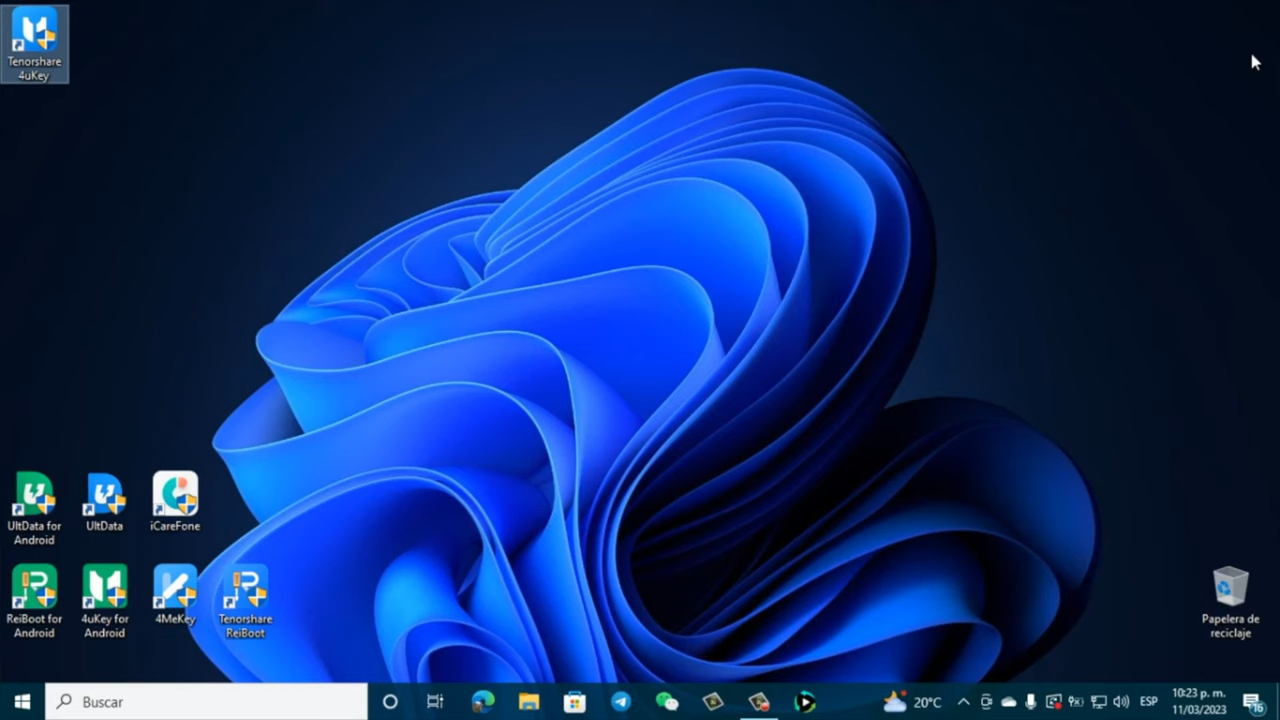 Tenorshare
4uKey
UltData for
Android
UltData
iCareFone
ReiBoot for
Android
4uKey for
Android
4MeKey
Tenorshare
ReiBoot
Papelera de
reciclaje
Buscar
20°C
ESP
10:23 p. m.
11/03/2023
16